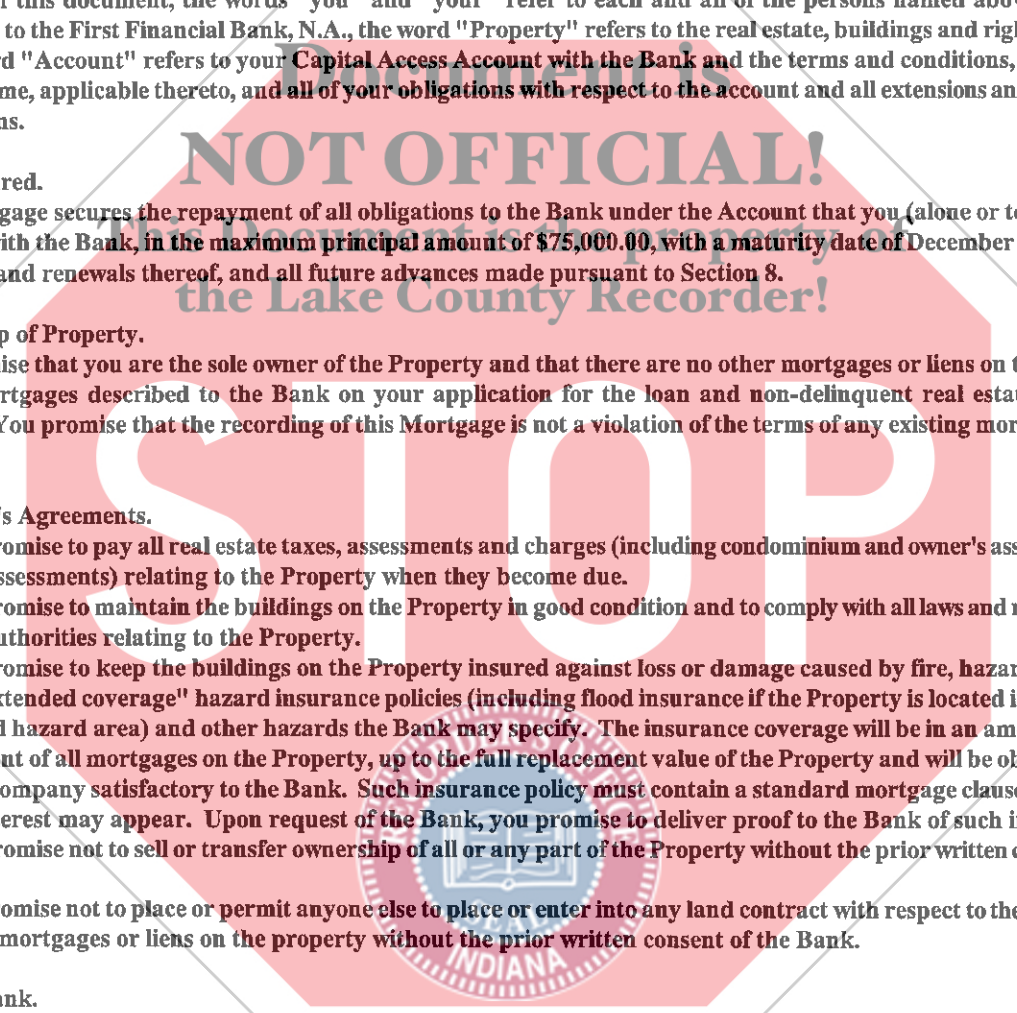 this document, the words "you" and "your" refer to each and all of the persons named abo
to the First Financial Bank, N.A., the word "Property" refers to the real estate, buildings and rig
d "Account" refers to your Capital Access Account with the Bank and the terms and conditions,
me, applicable thereto, and all of your obligations with respect to the account and all extensions an
ns.
Document is
NOT OFFICIAL!
This Document is the property of
the Lake County Recorder!
STOP
red.
gage secures the repayment of all obligations to the Bank under the Account that you (alone or to
ith the Bank, in the maximum principal amount of $75,000.00, with a maturity date of December
and renewals thereof, and all future advances made pursuant to Section 8.
p of Property.
ise that you are the sole owner of the Property and that there are no other mortgages or liens on t
rtgages described to the Bank on your application for the loan and non-delinquent real esta
You promise that the recording of this Mortgage is not a violation of the terms of any existing mor
's Agreements.
omise to pay all real estate taxes, assessments and charges (including condominium and owner's ass
ssessments) relating to the Property when they become due.
omise to maintain the buildings on the Property in good condition and to comply with all laws and r
uthorities relating to the Property.
omise to keep the buildings on the Property insured against loss or damage caused by fire, hazar
xtended coverage" hazard insurance policies (including flood insurance if the Property is located i
d hazard area) and other hazards the Bank may specify. The insurance coverage will be in an am
nt of all mortgages on the Property, up to the full replacement value of the Property and will be ob
ompany satisfactory to the Bank. Such insurance policy must contain a standard mortgage clause
erest may appear. Upon request of the Bank, you promise to deliver proof to the Bank of such i
omise not to sell or transfer ownership of all or any part of the Property without the prior written c
omise not to place or permit anyone else to place or enter into any land contract with respect to the
mortgages or liens on the property without the prior written consent of the Bank.
ank.
RECORDER'S OFFICE
SEAL
INDIANA